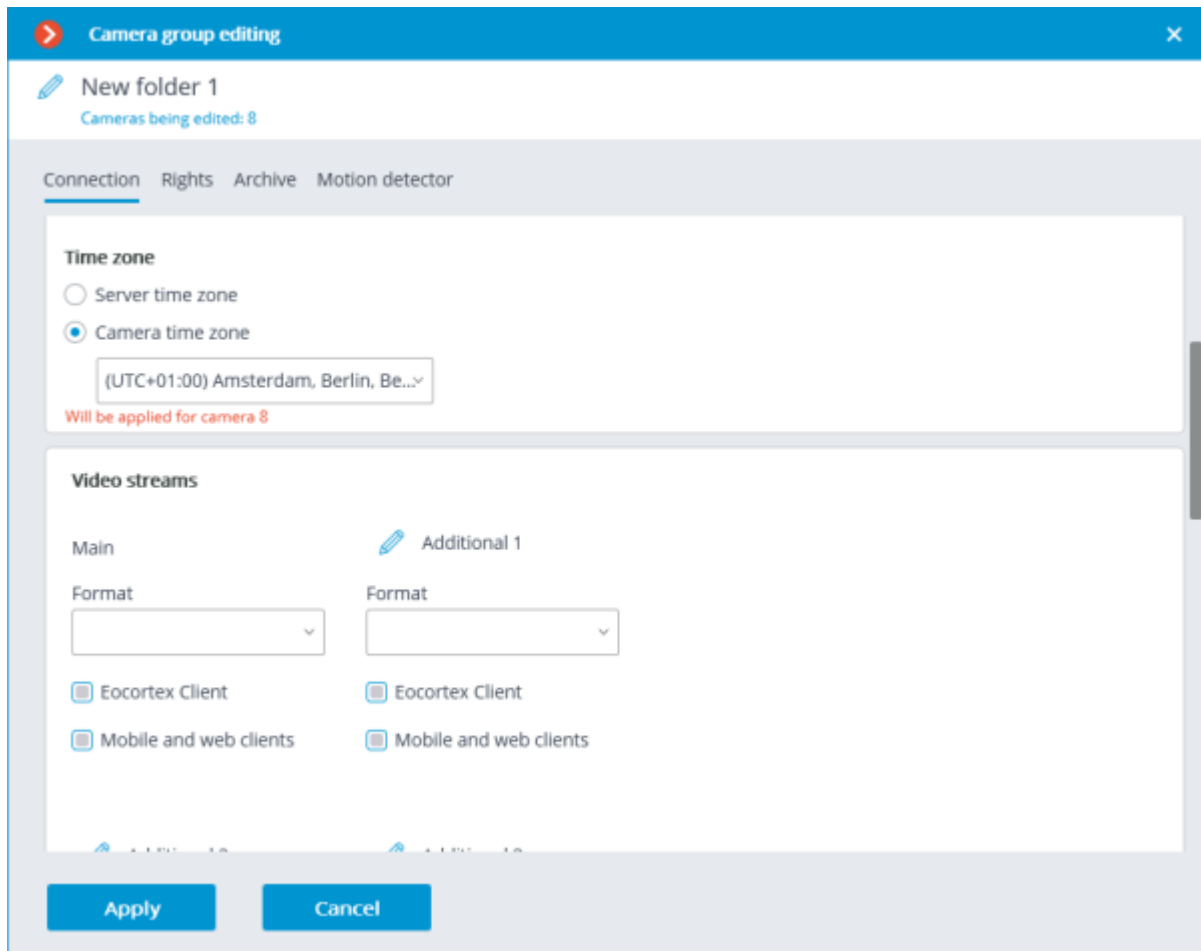 Camera group editing
New folder 1
Cameras being edited: 8
Connection Rights Archive Motion detector
Time zone
Server time zone
Camera time zone
(UTC+01:00) Amsterdam, Berlin, Be...
Will be applied for camera 8
Video streams
Main Additional 1
Format Format
Eocortex Client Eocortex Client
Mobile and web clients Mobile and web clients
Apply Cancel